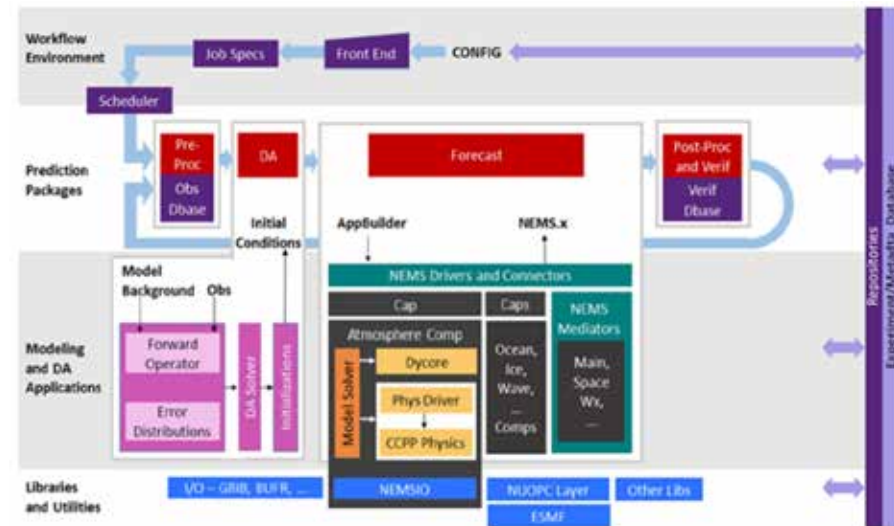 Workflow
Environment
Job Specs
Front End
CONFIG
Scheduler
Prediction
Packages
Pre-
Proc
Obs
Dbase
DA
Forecast
Post-Proc
and Verif
Verif
Dbase
Initial
Conditions
AppBuilder
NEMS.x
Modeling
and DA
Applications
Model
Background
Obs
Forward
Operator
Error
Distributions
DA Solver
Initializations
NEMS Drivers and Connectors
Cap
Caps
NEMS
Mediators
Atmosphere Comp
Model Solver
Dycore
Phys Driver
CCPP Physics
Ocean,
Ice,
Wave,
...
Comps
Main,
Space
Wx,
...
Libraries
and Utilities
I/O – GRIB, BUFR, ...
NEMSIO
NUOPC Layer
Other Libs
ESMF
Repositories
Experiment/Metadata Database